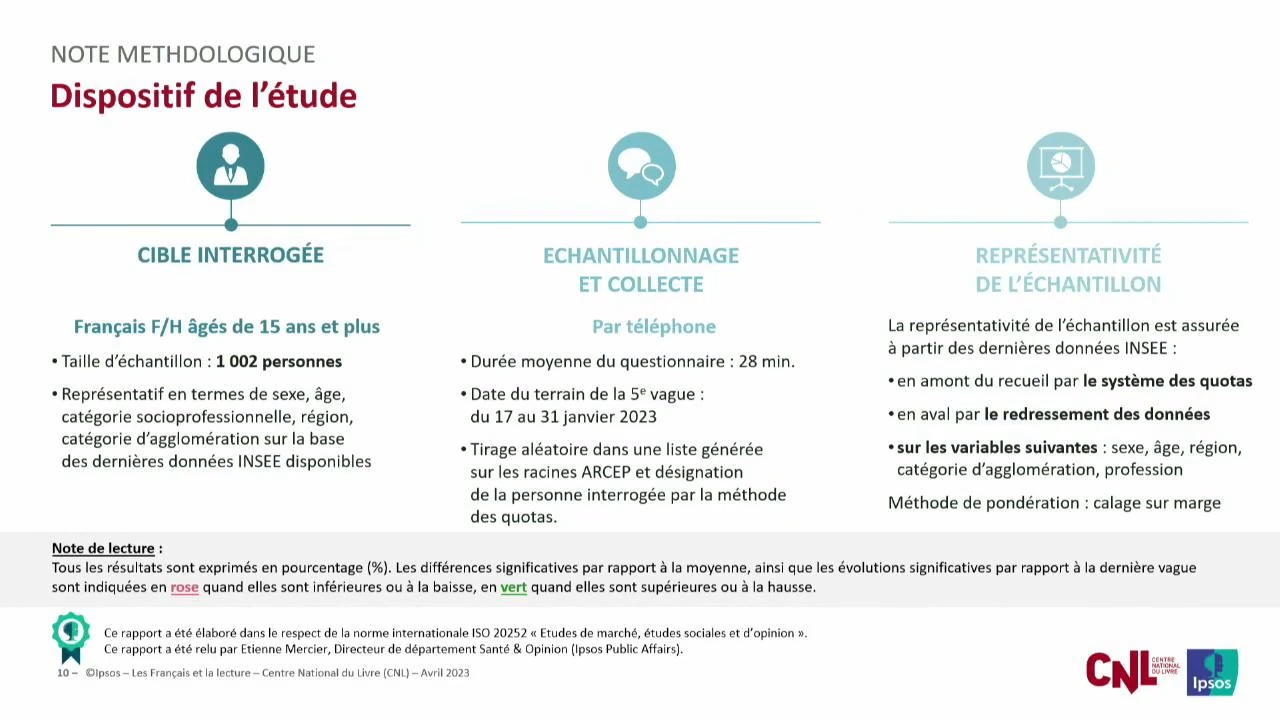 NOTE METHDOLOGIQUE
Dispositif de l’étude
CIBLE INTERROGÉE
Français F/H âgés de 15 ans et plus
• Taille d’échantillon : 1 002 personnes
• Représentatif en termes de sexe, âge,
catégorie socioprofessionnelle, région,
catégorie d’agglomération sur la base
des dernières données INSEE disponibles
ECHANTILLONNAGE
ET COLLECTE
Par téléphone
• Durée moyenne du questionnaire : 28 min.
• Date du terrain de la 5e vague :
du 17 au 31 janvier 2023
• Tirage aléatoire dans une liste générée
sur les racines ARCEP et désignation
de la personne interrogée par la méthode
des quotas.
REPRÉSENTATIVITÉ
DE L’ÉCHANTILLON
La représentativité de l’échantillon est assurée
à partir des dernières données INSEE :
• en amont du recueil par le système des quotas
• en aval par le redressement des données
• sur les variables suivantes : sexe, âge, région,
catégorie d’agglomération, profession
Méthode de pondération : calage sur marge
Note de lecture :
Tous les résultats sont exprimés en pourcentage (%). Les différences significatives par rapport à la moyenne, ainsi que les évolutions significatives par rapport à la dernière vague
sont indiquées en rose quand elles sont inférieures ou à la baisse, en vert quand elles sont supérieures ou à la hausse.
Ce rapport a été élaboré dans le respect de la norme internationale ISO 20252 « Etudes de marché, études sociales et d’opinion ».
Ce rapport a été relu par Etienne Mercier, Directeur de département Santé & Opinion (Ipsos Public Affairs).
10 – ©Ipsos – Les Français et la lecture – Centre National du Livre (CNL) – Avril 2023
CNL
CENTRE
NATIONAL
DU LIVRE
Ipsos